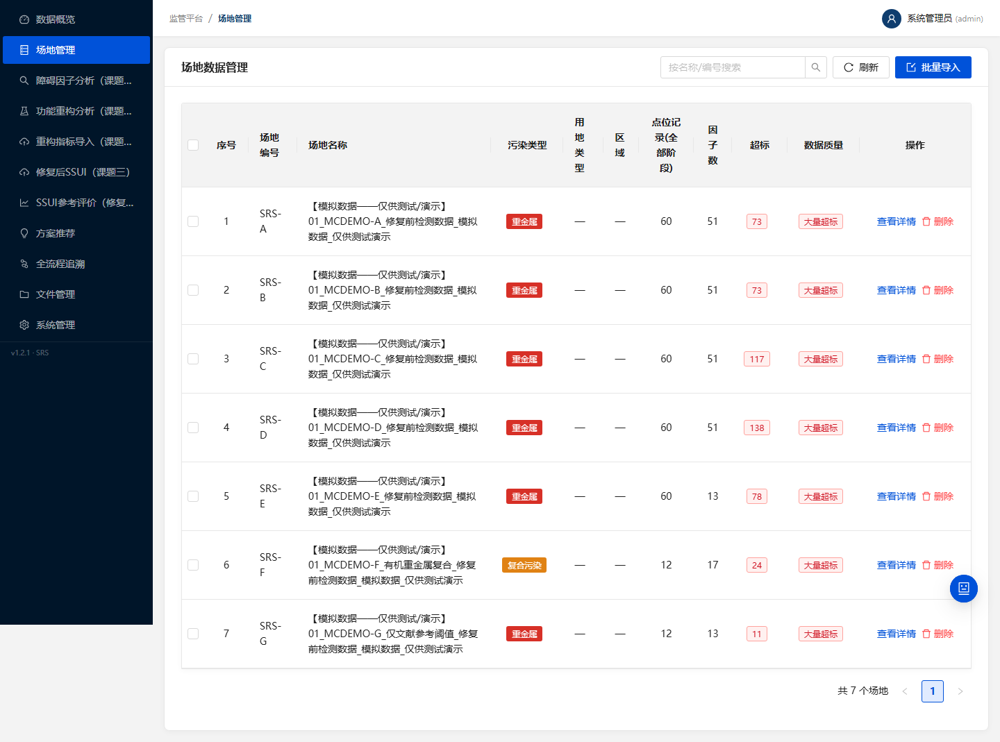 数据概览
场地管理
障碍因子分析（课题...
功能重构分析（课题...
重构指标导入（课题...
修复后SSUI（课题三）
SSUI参考评价（修复...
方案推荐
全流程追溯
文件管理
系统管理
v1.2.1 · SRS
监管平台 / 场地管理
系统管理员 (admin)
场地数据管理
按名称/编号搜索
刷新
批量导入
序号
场地
编号
场地名称
污染类型
用
地
类
型
区
域
点位记
录(全
部阶
段)
因
子
数
超标
数据质量
操作
1
SRS-
A
【模拟数据——仅供测试/演示】
01_MCDEMO-A_修复前检测数据_模拟
数据_仅供测试演示
重金属 — — 60 51 73 大量超标 查看详情 删除
2
SRS-
B
【模拟数据——仅供测试/演示】
01_MCDEMO-B_修复前检测数据_模拟
数据_仅供测试演示
重金属 — — 60 51 73 大量超标 查看详情 删除
3
SRS-
C
【模拟数据——仅供测试/演示】
01_MCDEMO-C_修复前检测数据_模拟
数据_仅供测试演示
重金属 — — 60 51 117 大量超标 查看详情 删除
4
SRS-
D
【模拟数据——仅供测试/演示】
01_MCDEMO-D_修复前检测数据_模拟
数据_仅供测试演示
重金属 — — 60 51 138 大量超标 查看详情 删除
5
SRS-
E
【模拟数据——仅供测试/演示】
01_MCDEMO-E_修复前检测数据_模拟
数据_仅供测试演示
重金属 — — 60 13 78 大量超标 查看详情 删除
6
SRS-
F
【模拟数据——仅供测试/演示】
01_MCDEMO-F_有机重金属复合_修复
前检测数据_模拟数据_仅供测试演示
复合污染 — — 12 17 24 大量超标 查看详情 删除
7
SRS-
G
【模拟数据——仅供测试/演示】
01_MCDEMO-G_仅文献参考阈值_修复
前检测数据_模拟数据_仅供测试演示
重金属 — — 12 13 11 大量超标 查看详情 删除
共 7 个场地 < 1 >